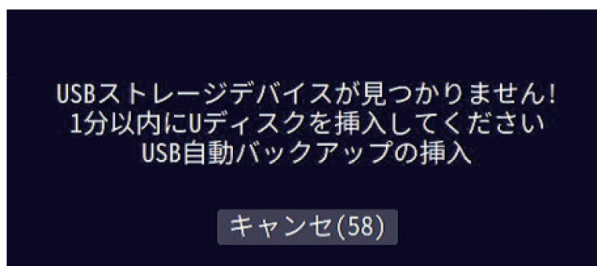 USBストレージデバイスが見つかりません!
1分以内にUディスクを挿入してください
USB自動バックアップの挿入
キャンセ(58)